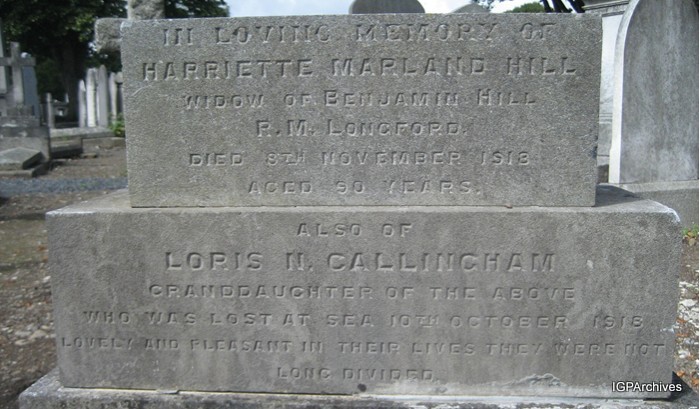 IN LOVING MEMORY OF
HARRIETTE MARLAND HILL
WIDOW OF BENJAMIN HILL
R.M. LONGFORD.
DIED 8TH NOVEMBER 1918
AGED 90 YEARS.
ALSO OF
LORIS N. CALLINGHAM
GRANDDAUGHTER OF THE ABOVE
WHO WAS LOST AT SEA 10TH OCTOBER 1918
LOVELY AND PLEASANT IN THEIR LIVES THEY WERE NOT
LONG DIVIDED.
IGPArchives